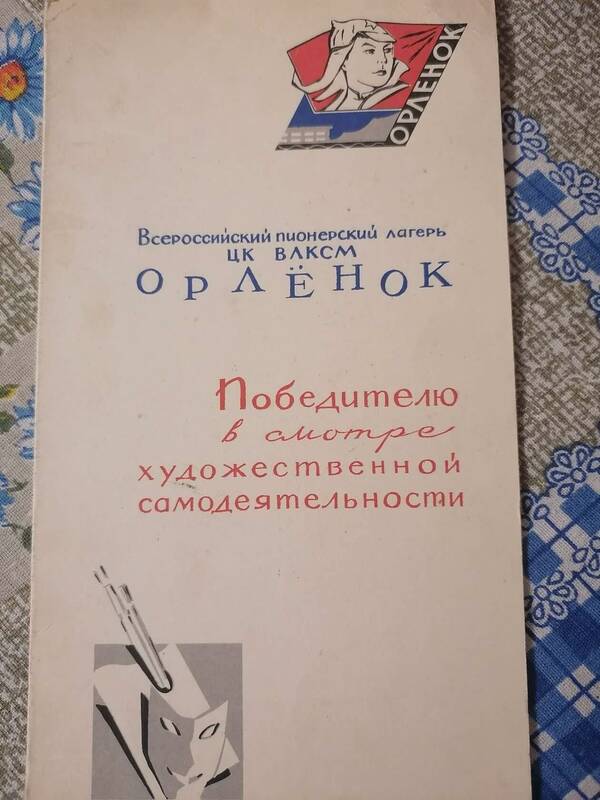 ОРЛЕНОК
Всероссийский пионерский лагерь
ЦК ВЛКСМ
ОРЛЁНОК
Победителю
в смотре
художественной
самодеятельности